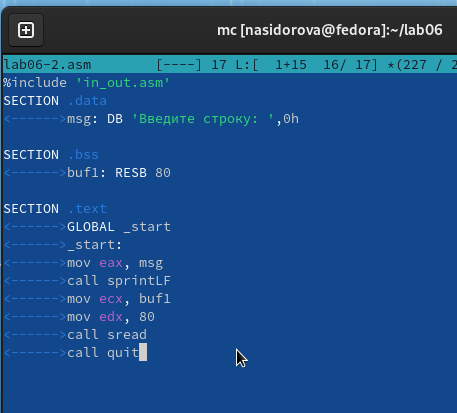 mc [nasidorova@fedora]:~/lab06
lab06-2.asm [----] 17 L:[ 1+15 16/ 17] *(227 / 2
%include 'in_out.asm'
SECTION .data
<------>msg: DB 'Введите строку: ',0h
SECTION .bss
<------>buf1: RESB 80
SECTION .text
<------>GLOBAL _start
<------>_start:
<------>mov eax, msg
<------>call sprintLF
<------>mov ecx, buf1
<------>mov edx, 80
<------>call sread
<------>call quit